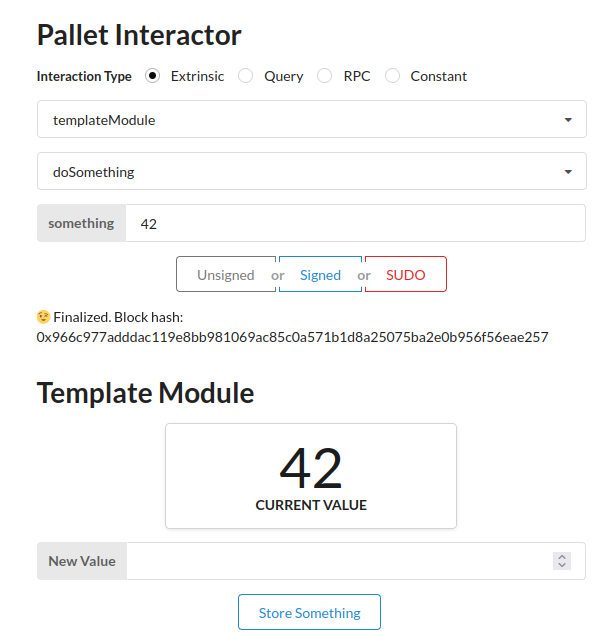 Pallet Interactor
Interaction Type Extrinsic Query RPC Constant
templateModule
doSomething
something 42
Unsigned or Signed or SUDO
😉 Finalized. Block hash:
0x966c977adddac119e8bb981069ac85c0a571b1d8a25075ba2e0b956f56eae257
Template Module
42
CURRENT VALUE
New Value
Store Something